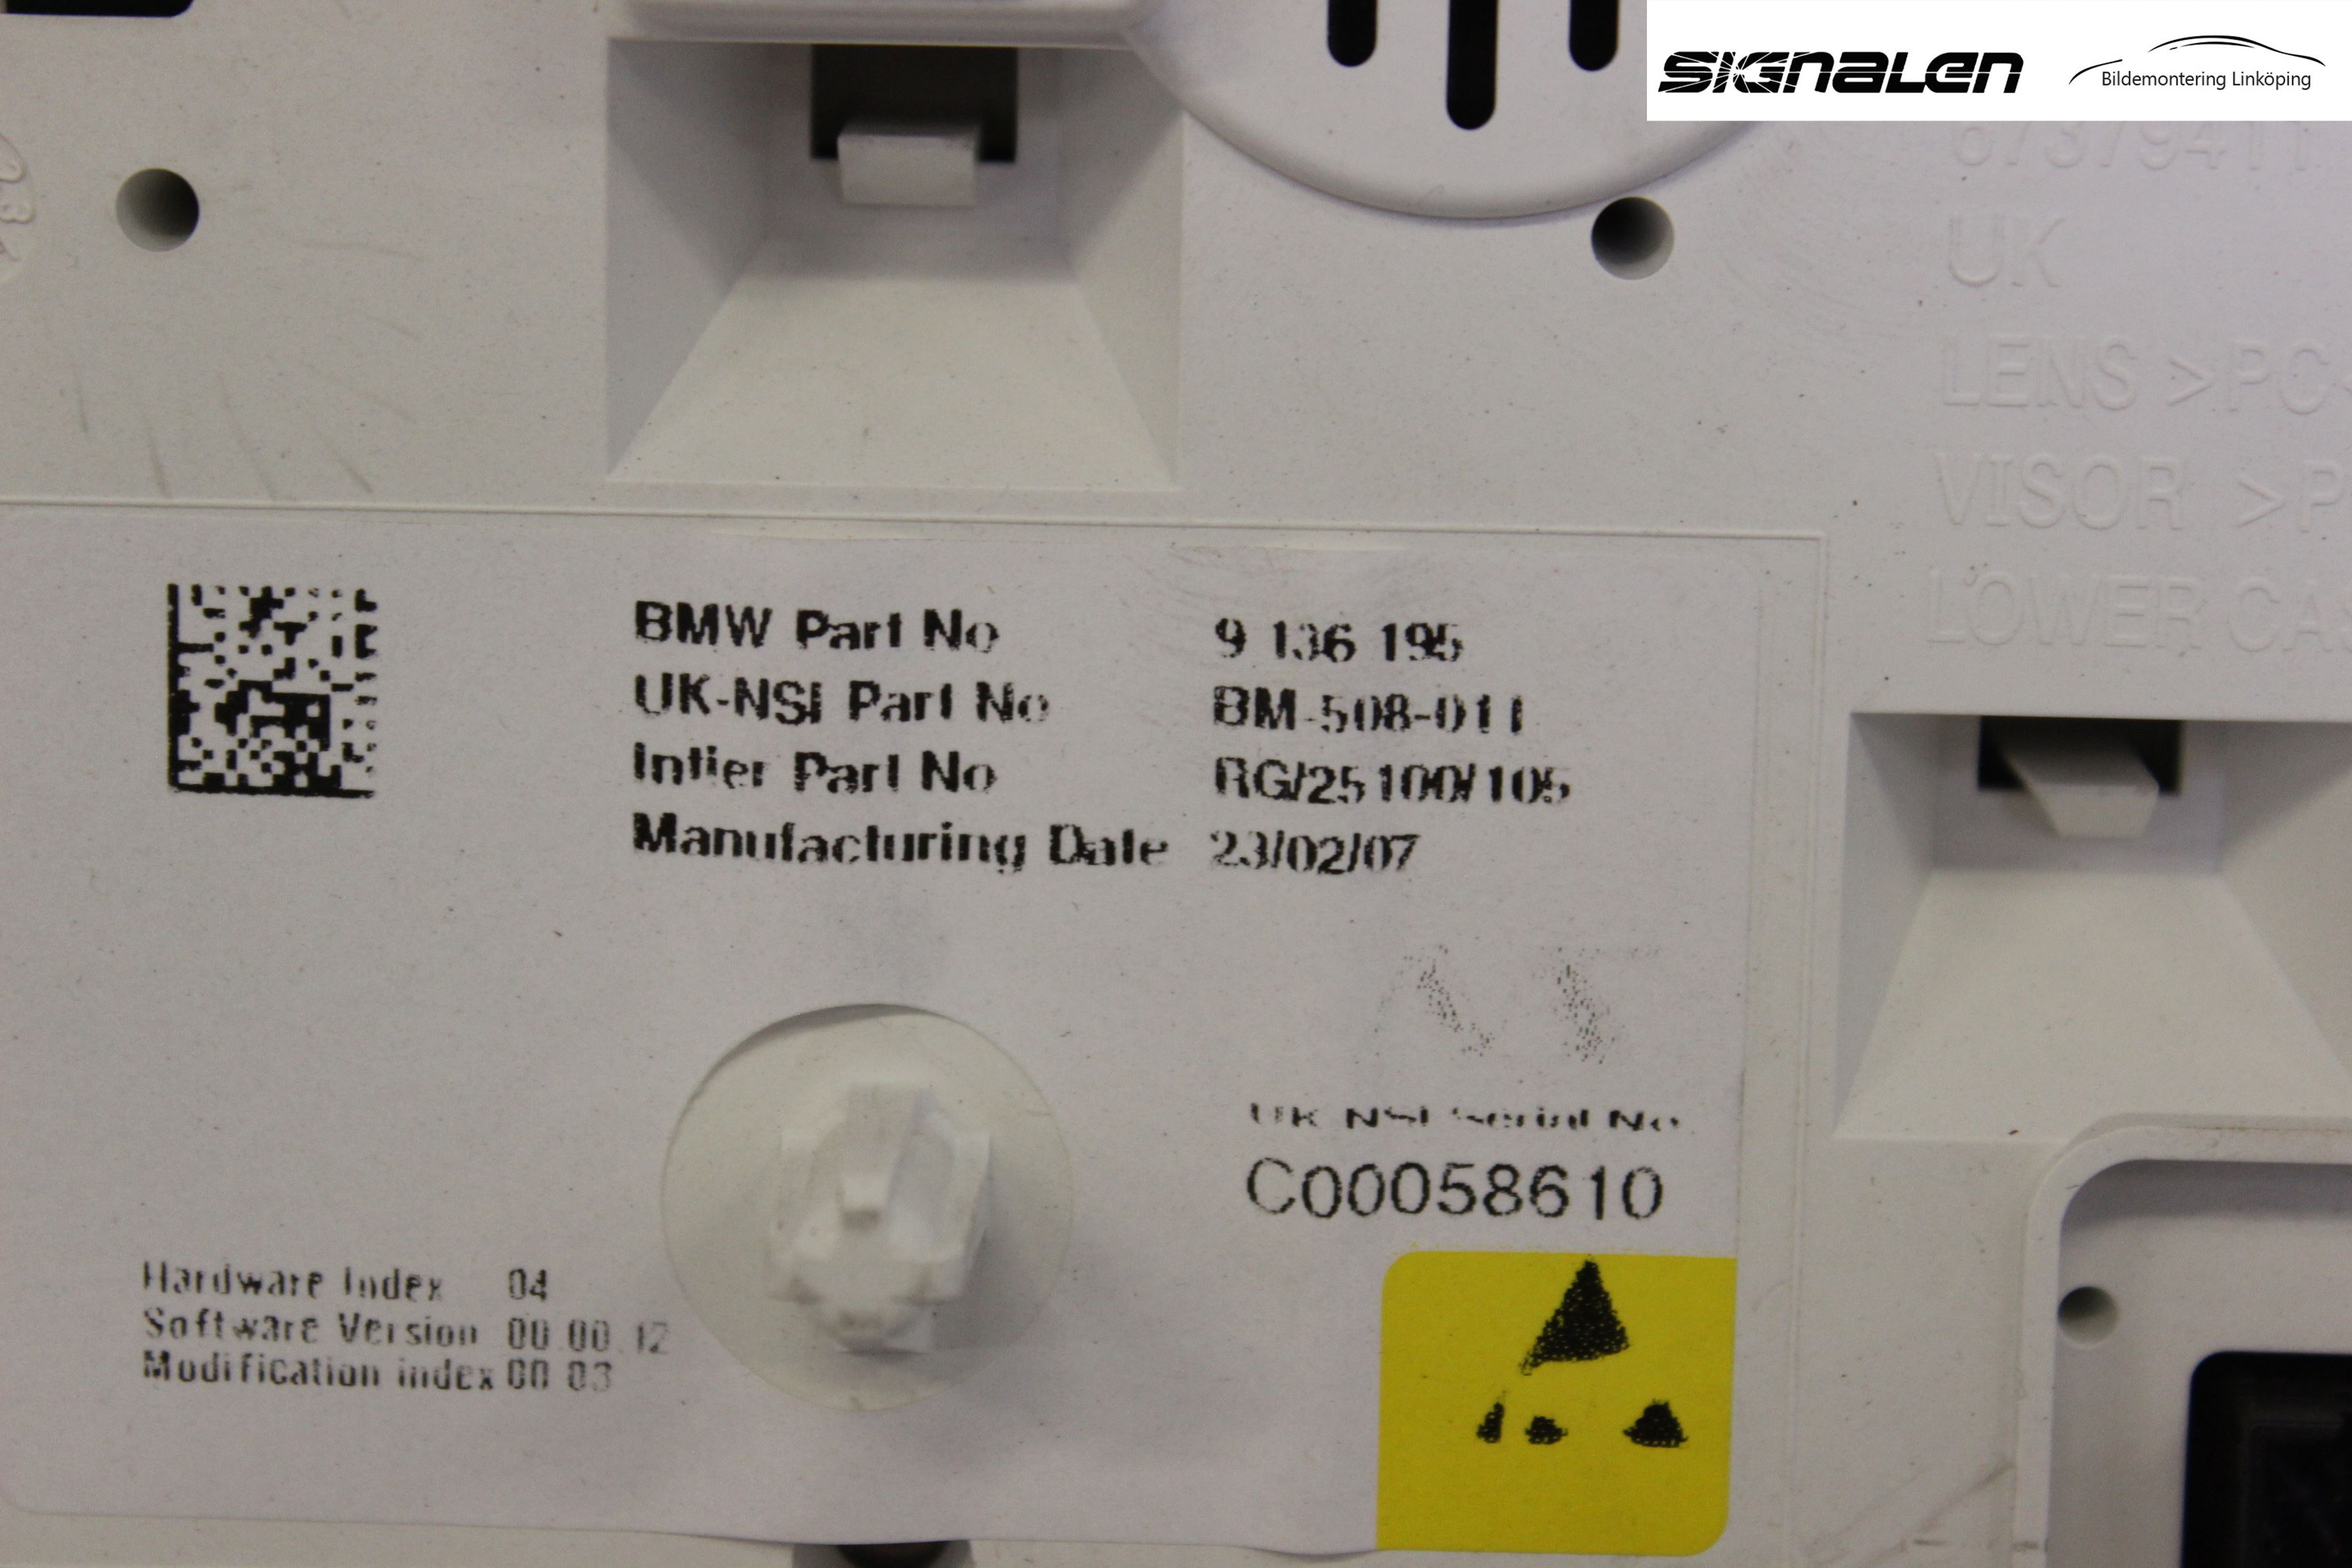 SIGNALEN
Bildemontering Linköping
67379411
UK
LENS >PC<
VISOR >P
LOWER CAS
BMW Part No 9 136 195
UK-NSI Part No BM-508-011
Intier Part No RG/25100/105
Manufacturing Date 23/02/07
UK NSI Serial No
C00058610
Hardware Index 04
Software Version 00 00 12
Modification index 00 03